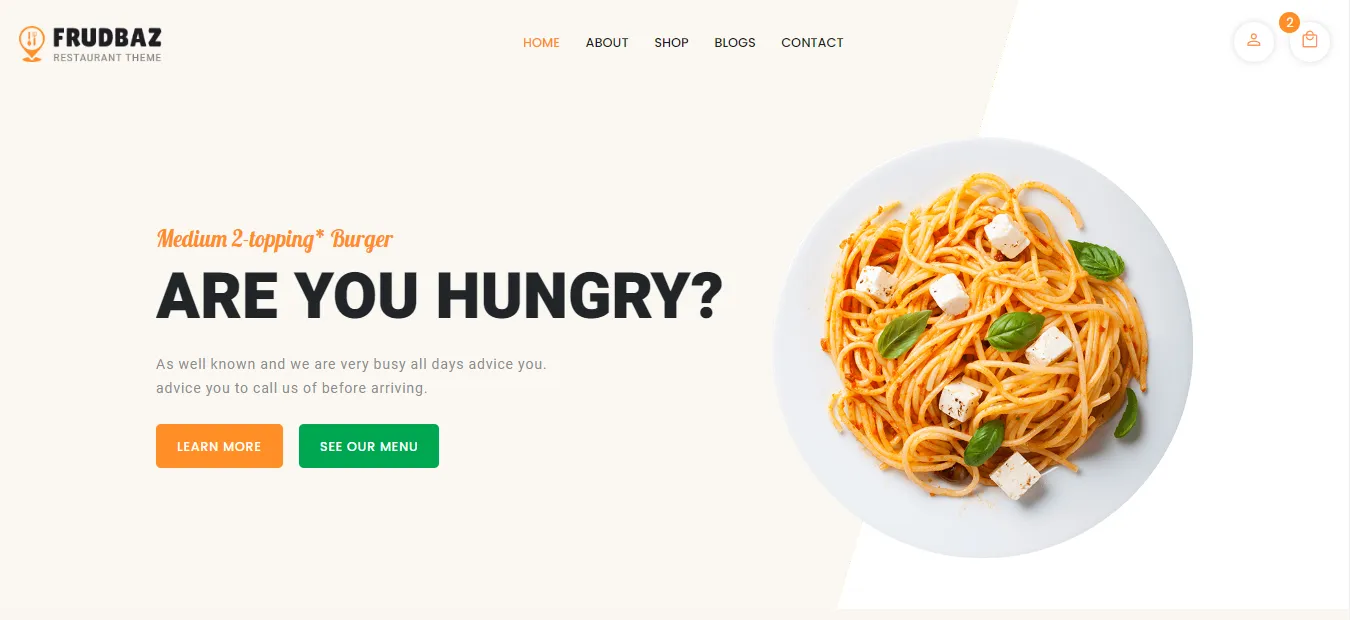 FRUDBAZ
RESTAURANT THEME
HOME ABOUT SHOP BLOGS CONTACT
2
Medium 2-topping* Burger
ARE YOU HUNGRY?
As well known and we are very busy all days advice you.
advice you to call us of before arriving.
LEARN MORE SEE OUR MENU